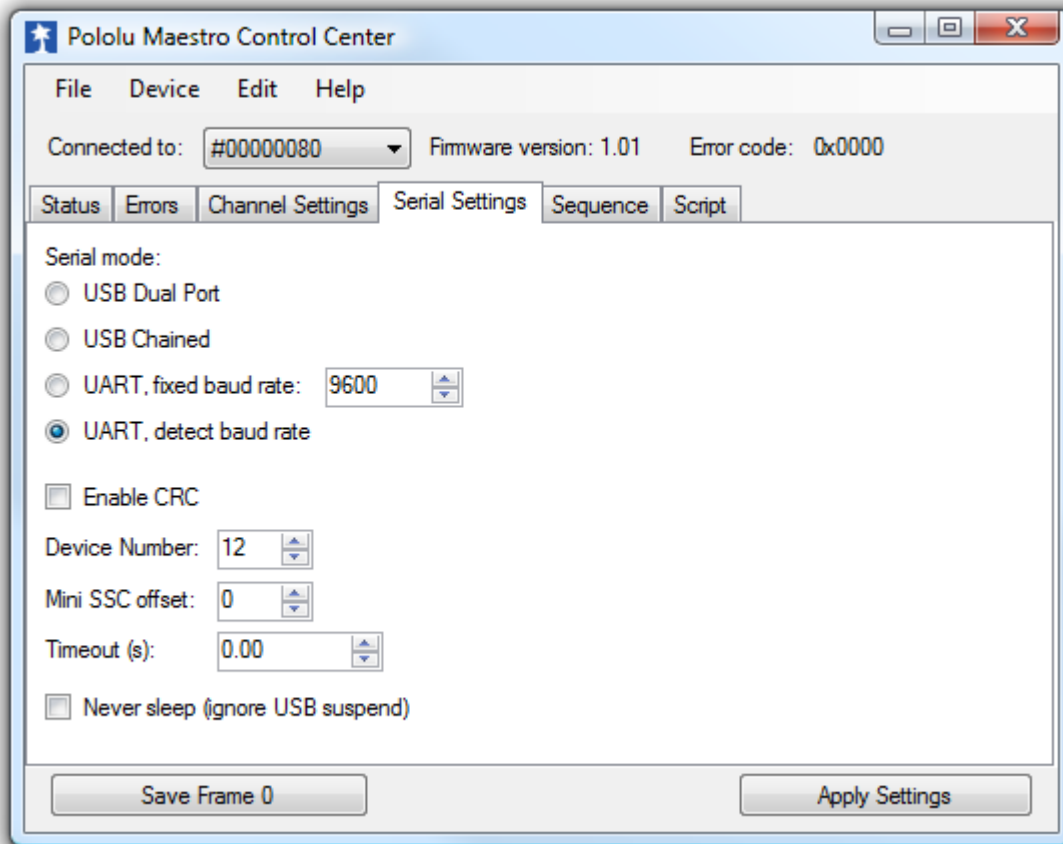 Pololu Maestro Control Center
File Device Edit Help
Connected to: #00000080 Firmware version: 1.01 Error code: 0x0000
Status Errors Channel Settings Serial Settings Sequence Script
Serial mode:
USB Dual Port
USB Chained
UART, fixed baud rate: 9600
UART, detect baud rate
Enable CRC
Device Number: 12
Mini SSC offset: 0
Timeout (s): 0.00
Never sleep (ignore USB suspend)
Save Frame 0 Apply Settings